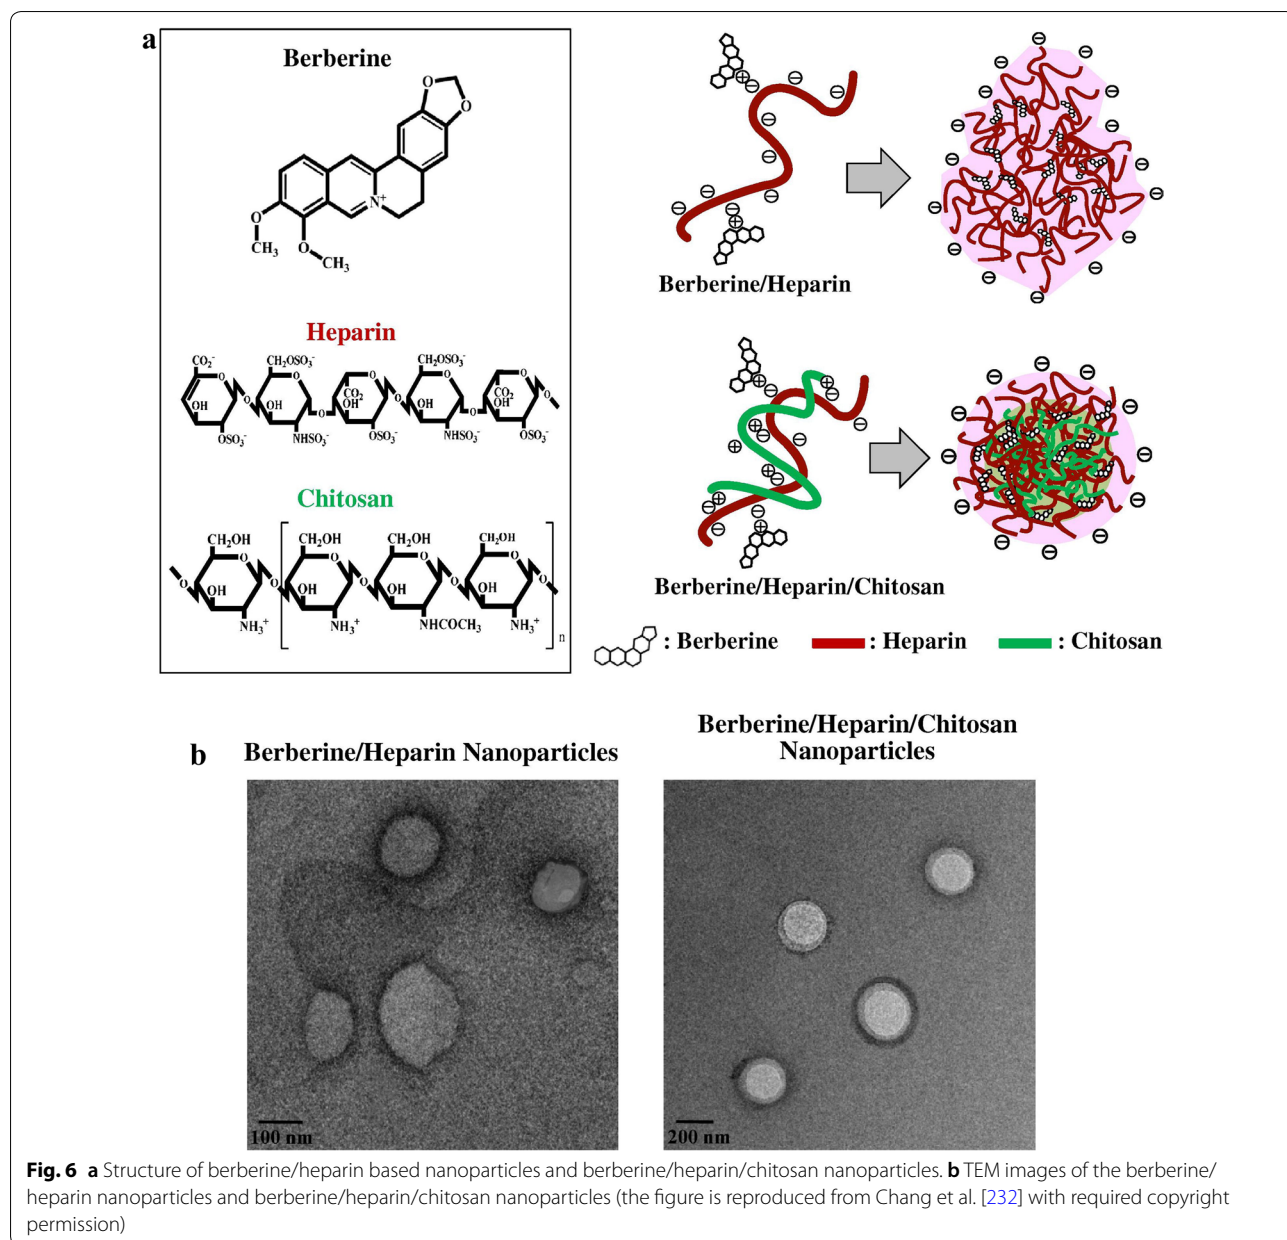 a
Berberine
O
O
N+
O
CH3
O
CH3
Heparin
CO2-
CH2OSO3-
CH2OSO3-
O
O
O
O
O
OH
OH
CO2-
OH
OH
CO2-
OH
O
O
O
O
O
OSO3-
NHSO3-
OSO3-
NHSO3-
OSO3-
Chitosan
CH2OH
CH2OH
CH2OH
CH2OH
O
O
O
O
O
O
O
O
O
OH
OH
OH
OH
NH3+
NH3+
NHCOCH3
NH3+
n
Berberine/Heparin
Berberine/Heparin/Chitosan
: Berberine : Heparin : Chitosan
b
Berberine/Heparin Nanoparticles
Berberine/Heparin/Chitosan
Nanoparticles
100 nm
200 nm
Fig. 6 a Structure of berberine/heparin based nanoparticles and berberine/heparin/chitosan nanoparticles. b TEM images of the berberine/
heparin nanoparticles and berberine/heparin/chitosan nanoparticles (the figure is reproduced from Chang et al. [232] with required copyright
permission)